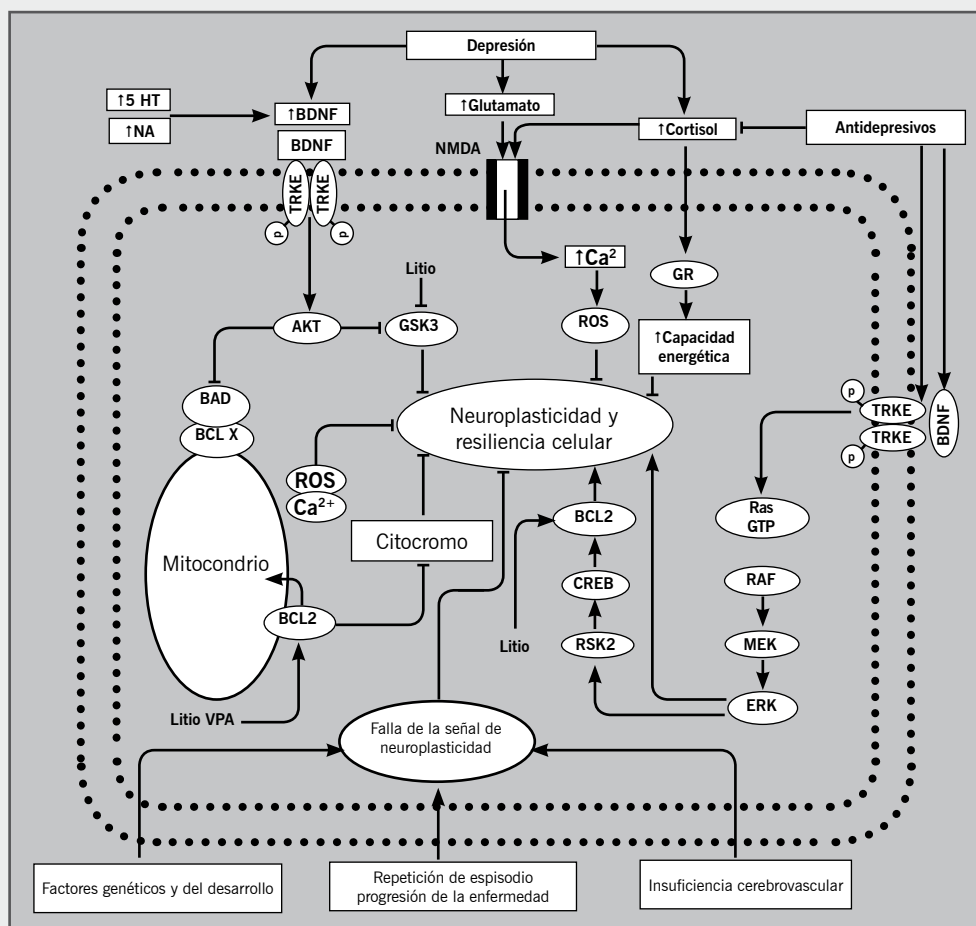 Depresión
↑5 HT
↑NA
↑BDNF
↑Glutamato
↑Cortisol
Antidepresivos
BDNF
NMDA
TRKE
TRKE
p
p
Litio
↑Ca²
GR
AKT
GSK3
ROS
↑Capacidad
energética
BAD
BCL X
Neuroplasticidad y
resiliencia celular
p
TRKE
TRKE
p
BDNF
ROS
Ca²⁺
Ras
GTP
BCL2
Citocromo
Mitocondrio
CREB
RAF
BCL2
Litio
RSK2
MEK
ERK
Litio VPA
Falla de la señal de
neuroplasticidad
Factores genéticos y del desarrollo
Repetición de espisodio
progresión de la enfermedad
Insuficiencia cerebrovascular